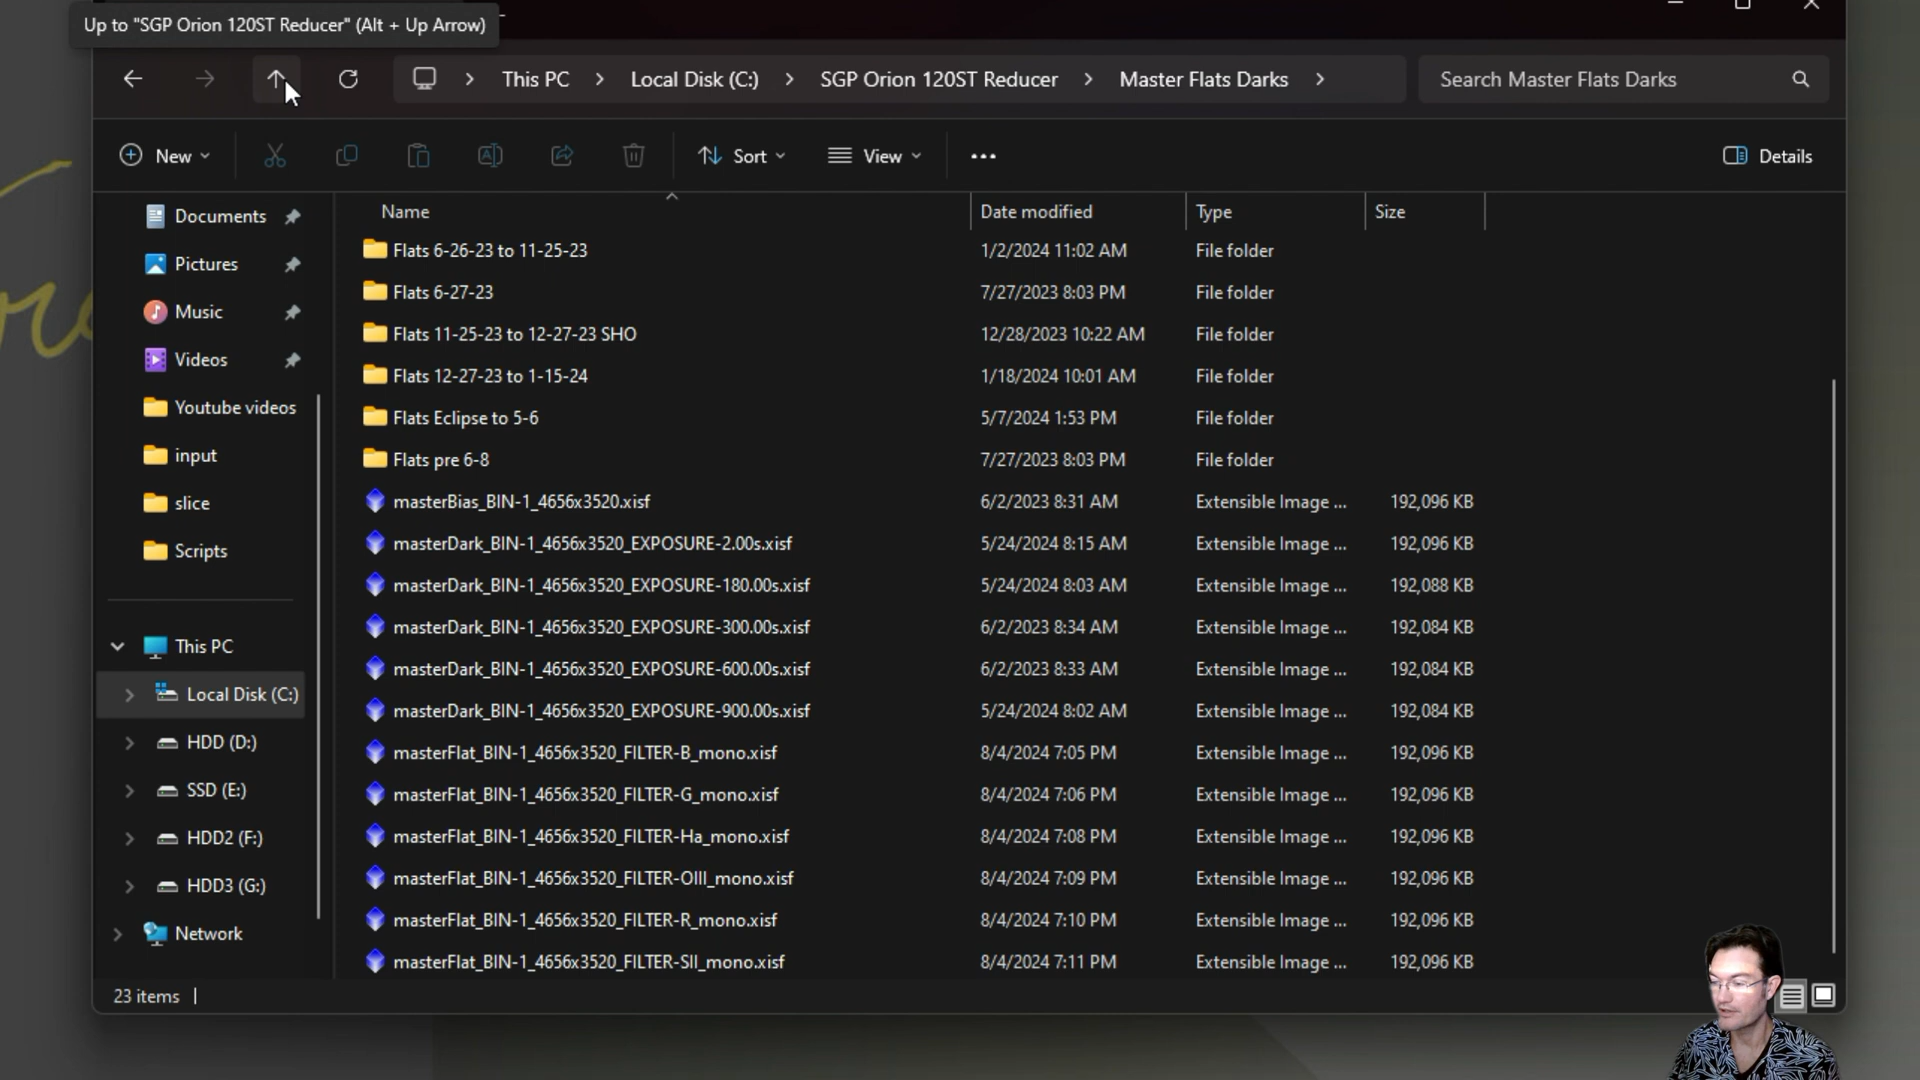 Up to "SGP Orion 120ST Reducer" (Alt + Up Arrow)
This PC > Local Disk (C:) > SGP Orion 120ST Reducer > Master Flats Darks >
Search Master Flats Darks
New
Sort
View
Details
Documents
Pictures
Music
Videos
Youtube videos
input
slice
Scripts
This PC
Local Disk (C:)
HDD (D:)
SSD (E:)
HDD2 (F:)
HDD3 (G:)
Network
Name Date modified Type Size
Flats 6-26-23 to 11-25-23 1/2/2024 11:02 AM File folder
Flats 6-27-23 7/27/2023 8:03 PM File folder
Flats 11-25-23 to 12-27-23 SHO 12/28/2023 10:22 AM File folder
Flats 12-27-23 to 1-15-24 1/18/2024 10:01 AM File folder
Flats Eclipse to 5-6 5/7/2024 1:53 PM File folder
Flats pre 6-8 7/27/2023 8:03 PM File folder
masterBias_BIN-1_4656x3520.xisf 6/2/2023 8:31 AM Extensible Image ... 192,096 KB
masterDark_BIN-1_4656x3520_EXPOSURE-2.00s.xisf 5/24/2024 8:15 AM Extensible Image ... 192,096 KB
masterDark_BIN-1_4656x3520_EXPOSURE-180.00s.xisf 5/24/2024 8:03 AM Extensible Image ... 192,088 KB
masterDark_BIN-1_4656x3520_EXPOSURE-300.00s.xisf 6/2/2023 8:34 AM Extensible Image ... 192,084 KB
masterDark_BIN-1_4656x3520_EXPOSURE-600.00s.xisf 6/2/2023 8:33 AM Extensible Image ... 192,084 KB
masterDark_BIN-1_4656x3520_EXPOSURE-900.00s.xisf 5/24/2024 8:02 AM Extensible Image ... 192,084 KB
masterFlat_BIN-1_4656x3520_FILTER-B_mono.xisf 8/4/2024 7:05 PM Extensible Image ... 192,096 KB
masterFlat_BIN-1_4656x3520_FILTER-G_mono.xisf 8/4/2024 7:06 PM Extensible Image ... 192,096 KB
masterFlat_BIN-1_4656x3520_FILTER-Ha_mono.xisf 8/4/2024 7:08 PM Extensible Image ... 192,096 KB
masterFlat_BIN-1_4656x3520_FILTER-OIII_mono.xisf 8/4/2024 7:09 PM Extensible Image ... 192,096 KB
masterFlat_BIN-1_4656x3520_FILTER-R_mono.xisf 8/4/2024 7:10 PM Extensible Image ... 192,096 KB
masterFlat_BIN-1_4656x3520_FILTER-SII_mono.xisf 8/4/2024 7:11 PM Extensible Image ... 192,096 KB
23 items